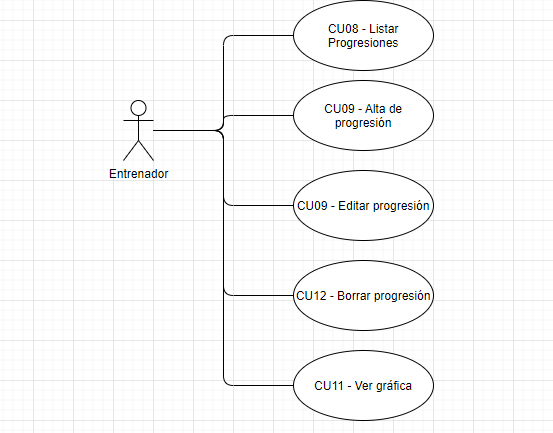 CU08 - Listar
Progresiones
CU09 - Alta de
progresión
Entrenador
CU09 - Editar progresión
CU12 - Borrar progresión
CU11 - Ver gráfica